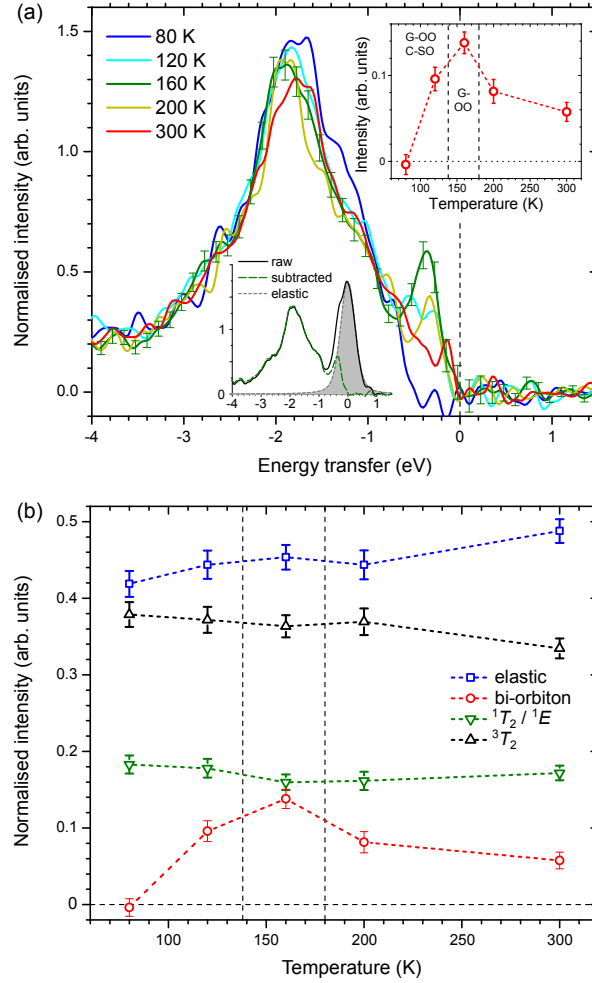 (a)
80 K
120 K
160 K
200 K
300 K
Normalised intensity (arb. units)
1.5
1.0
0.5
0.0
-4
-3
-2
-1
0
1
Energy transfer (eV)
G-OO
C-SO
G-
OO
Intensity (arb. units)
0.1
0
100
150
200
250
300
Temperature (K)
raw
subtracted
elastic
1
0
-4
-3
-2
-1
0
1
(b)
Normalised intensity (arb. units)
0.5
0.4
0.3
0.2
0.1
0
elastic
bi-orbiton
¹T₂ / ¹E
³T₂
100
150
200
250
300
Temperature (K)